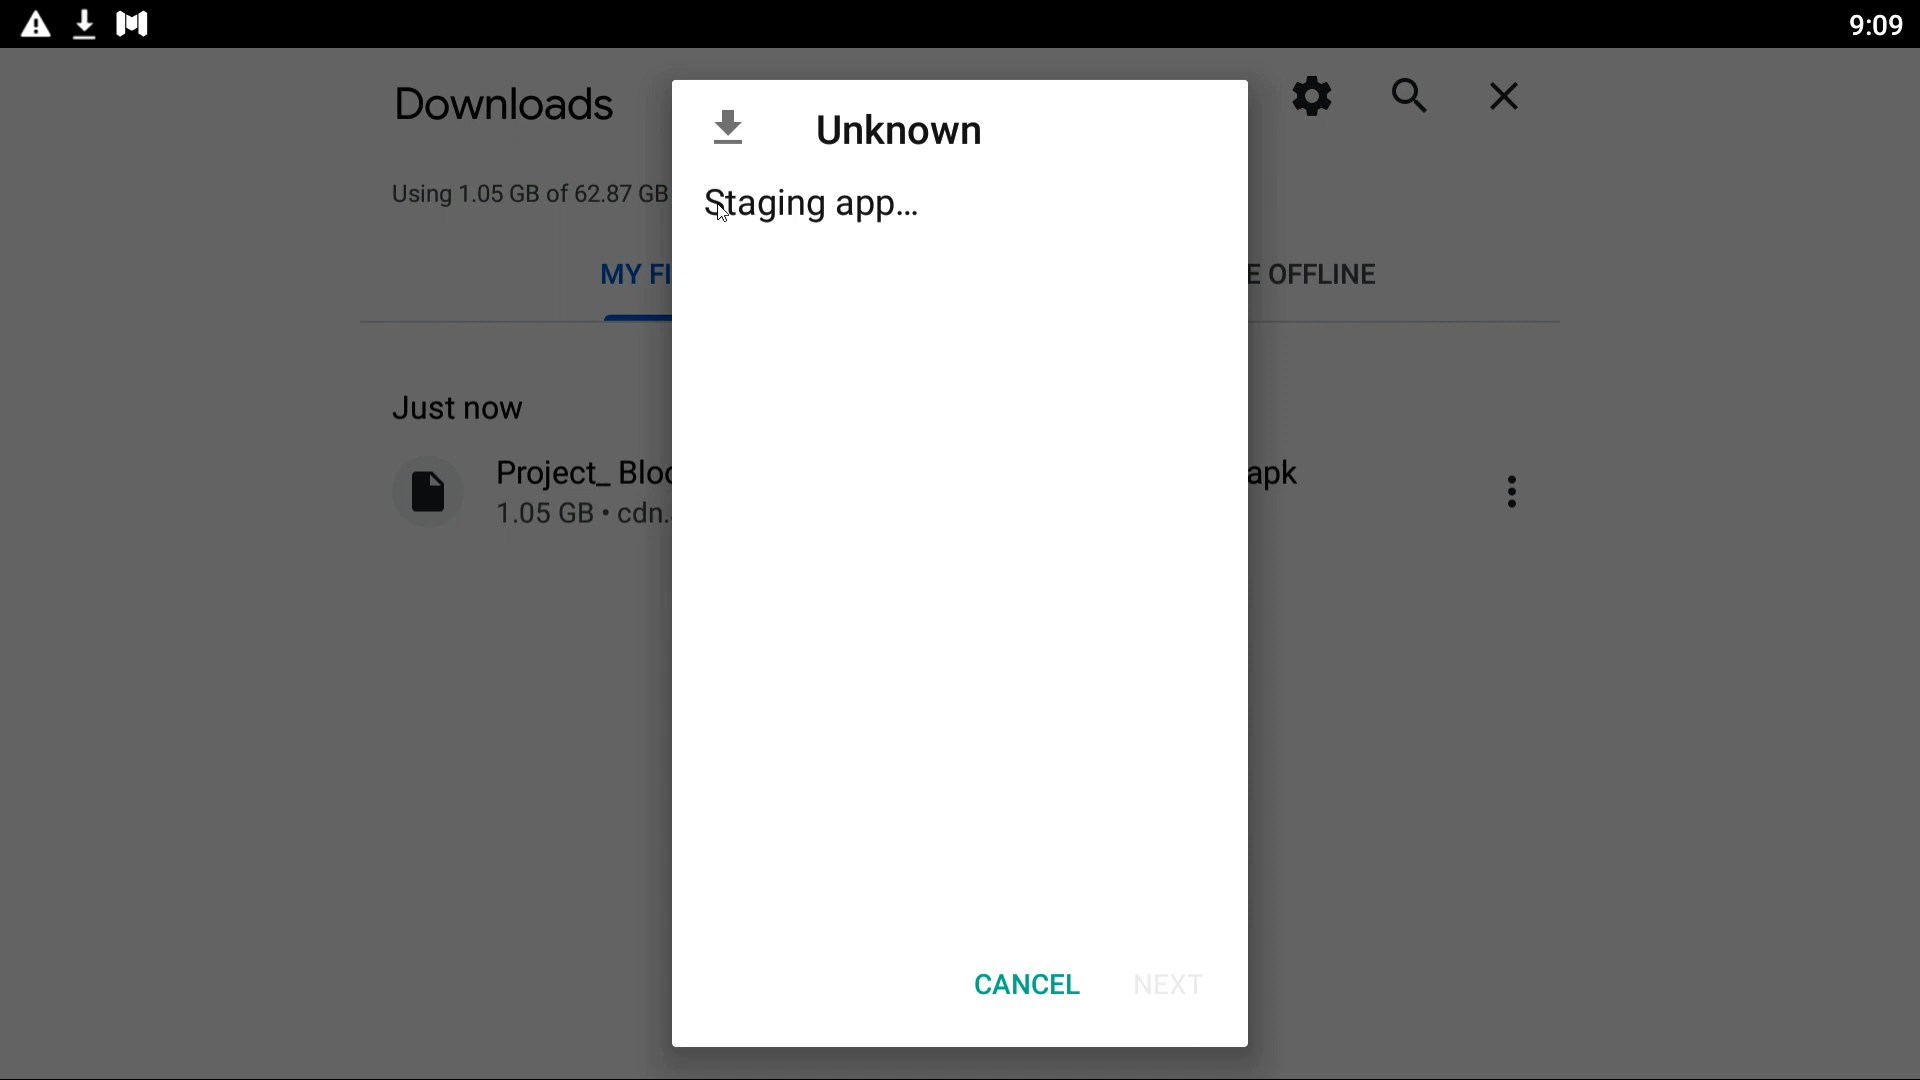 9:09
Downloads
Unknown
Using 1.05 GB of 62.87 GB
Staging app...
MY FI
E OFFLINE
Just now
Project_ Bloc
apk
1.05 GB • cdn.
CANCEL NEXT